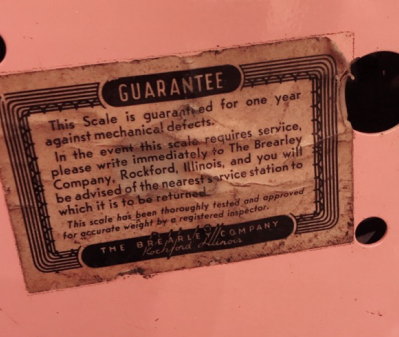 GUARANTEE
This Scale is guaranteed for one year
against mechanical defects.
In the event this scale requires service,
please write immediately to The Brearley
Company, Rockford, Illinois, and you will
be advised of the nearest service station to
which it is to be returned.
This scale has been thoroughly tested and approved
for accurate weight by a registered inspector.
THE BREARLEY COMPANY
Rockford Illinois